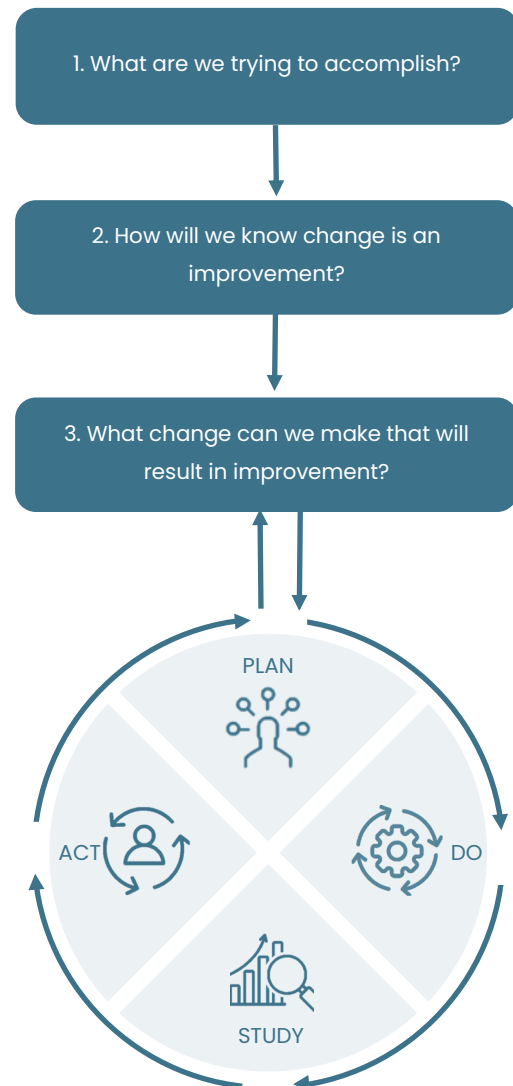 1. What are we trying to accomplish?
2. How will we know change is an
improvement?
3. What change can we make that will
result in improvement?
PLAN
ACT
DO
STUDY